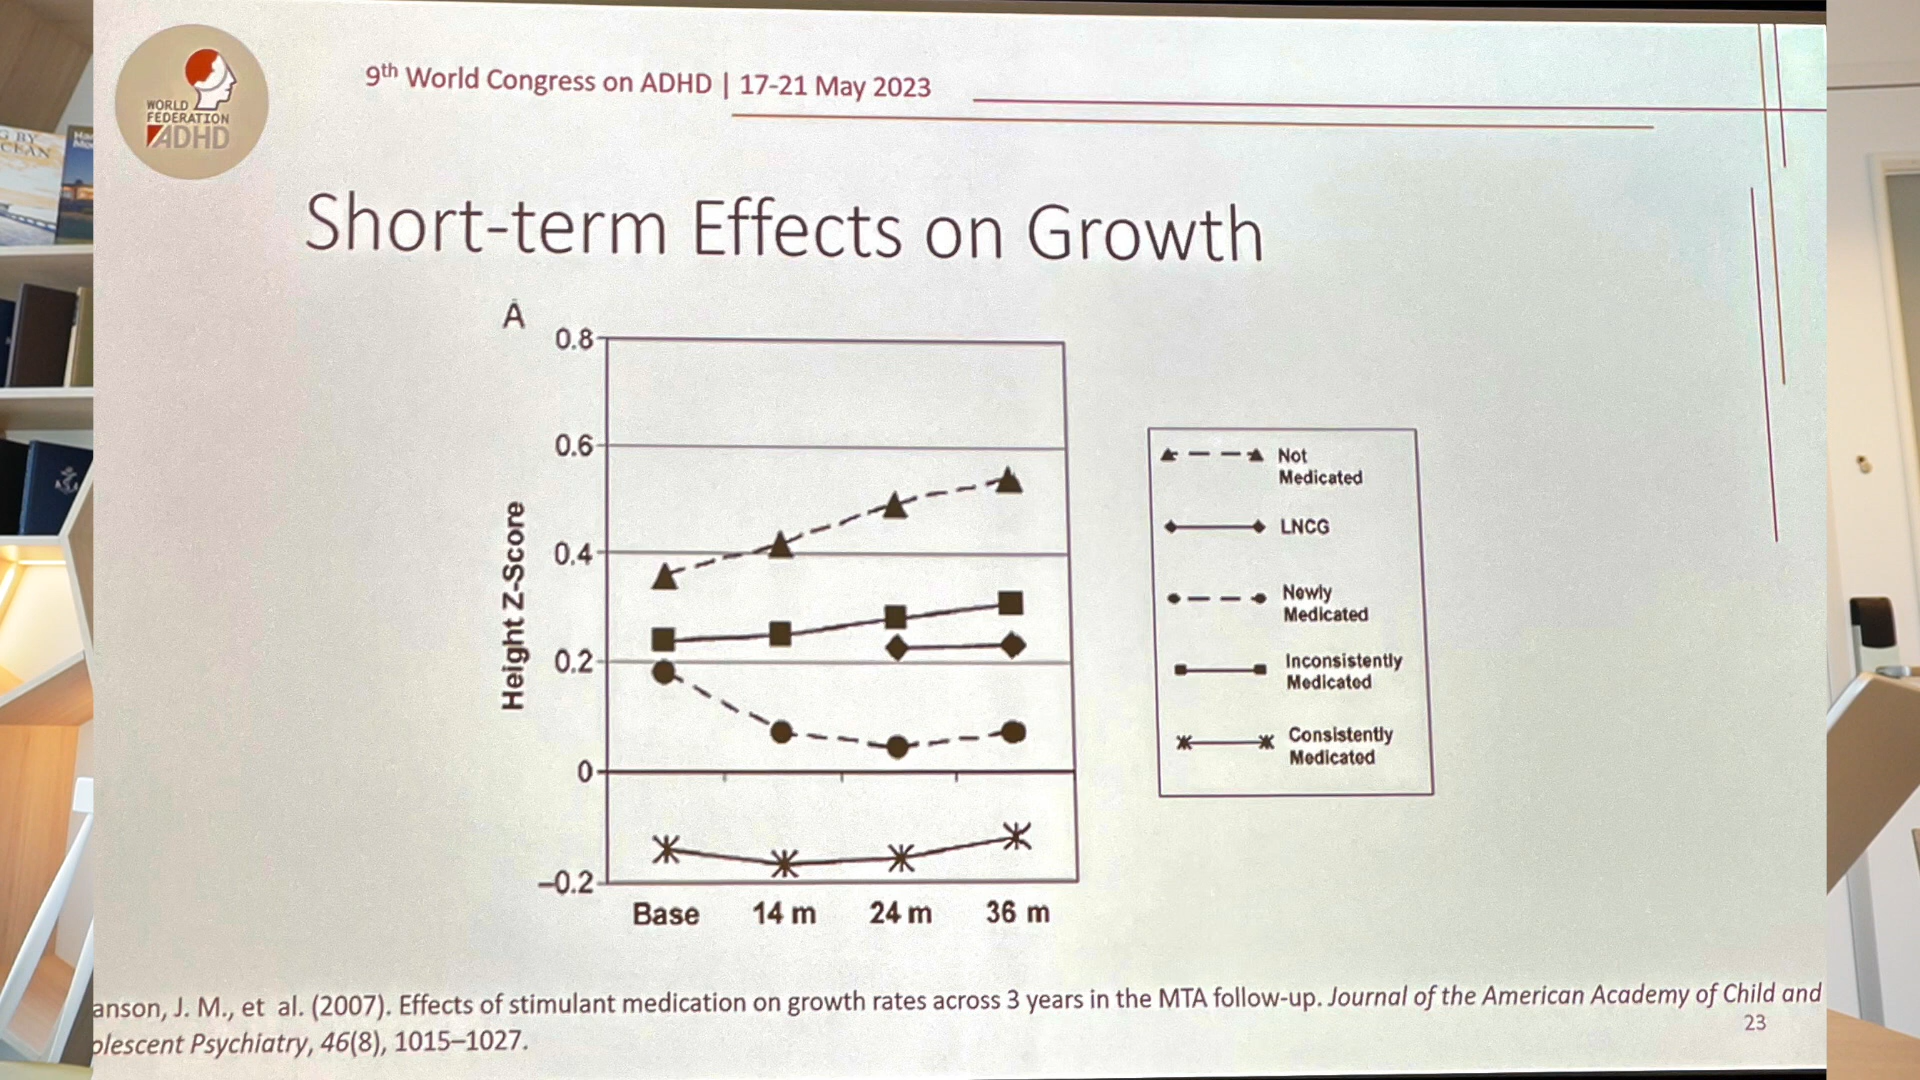 WORLD
FEDERATION
ADHD
9th World Congress on ADHD | 17-21 May 2023
Short-term Effects on Growth
A
0.8
0.6
0.4
0.2
0
–0.2
Height Z-Score
Base 14 m 24 m 36 m
Not
Medicated
LNCG
Newly
Medicated
Inconsistently
Medicated
Consistently
Medicated
anson, J. M., et al. (2007). Effects of stimulant medication on growth rates across 3 years in the MTA follow-up. Journal of the American Academy of Child and
olescent Psychiatry, 46(8), 1015–1027.
23